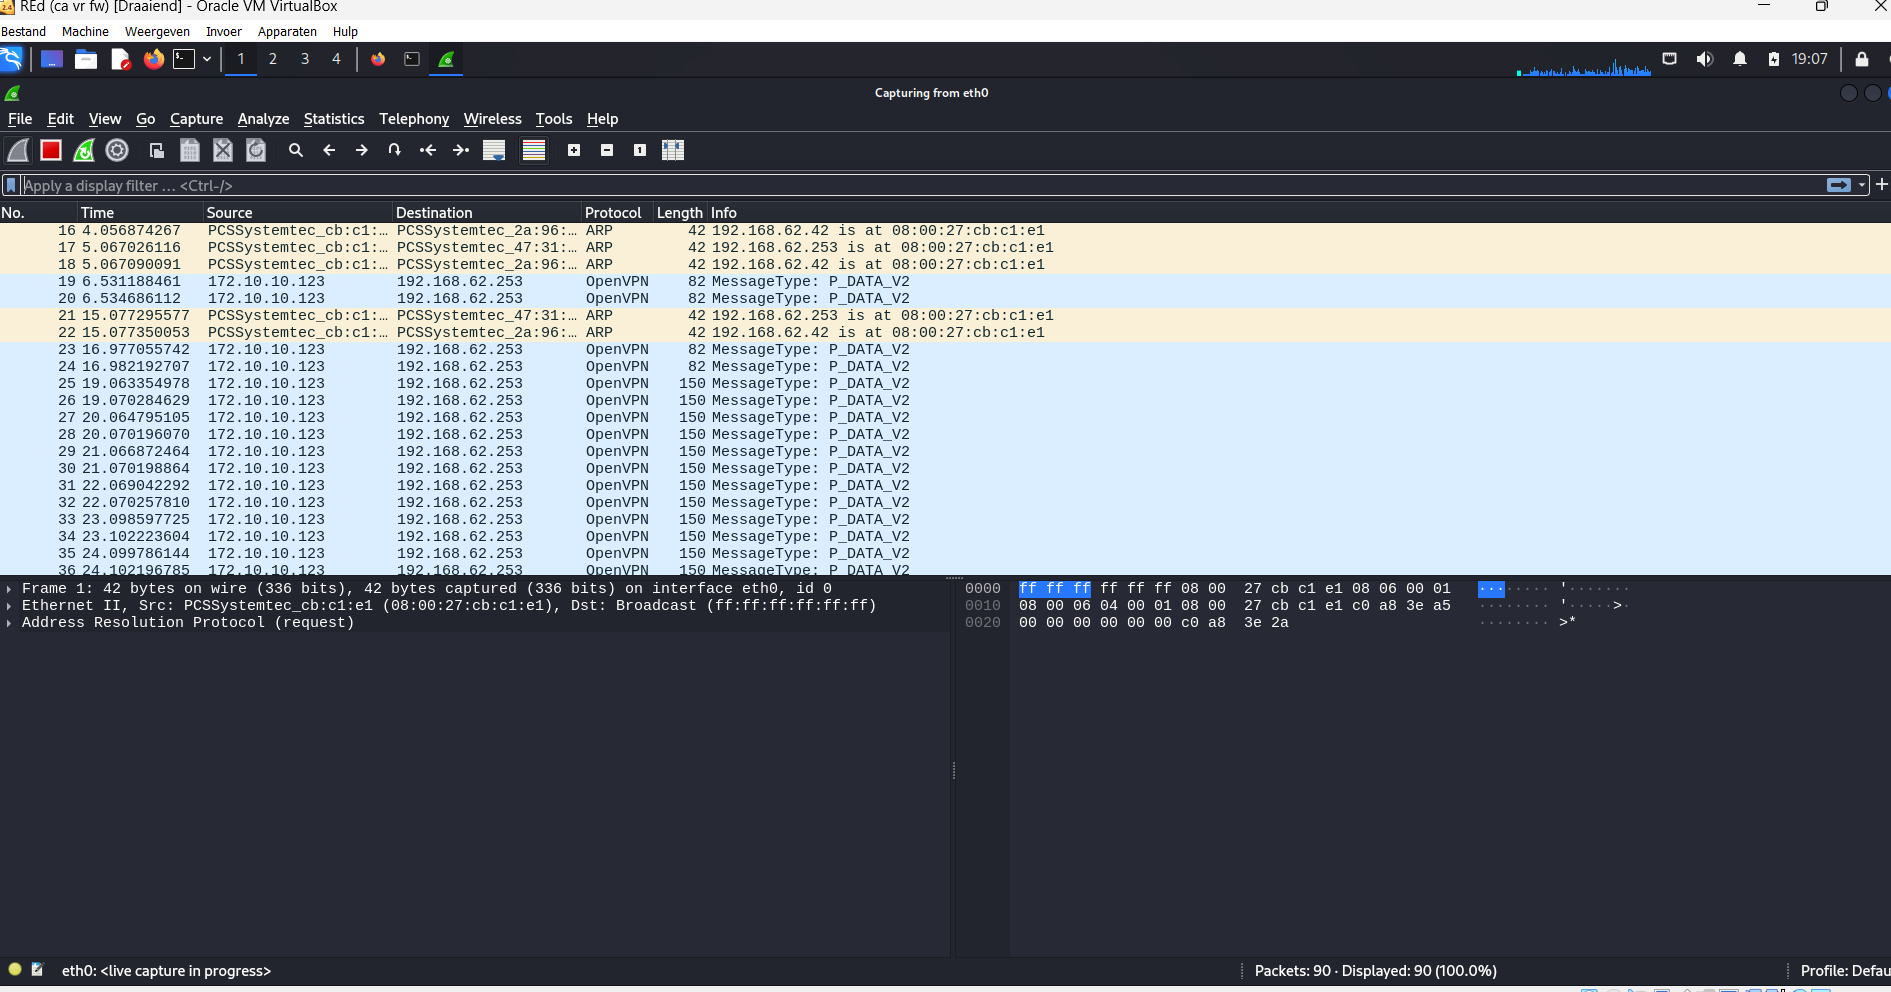 REd (ca vr fw) [Draaiend] - Oracle VM VirtualBox
Bestand Machine Weergeven Invoer Apparaten Help
1 2 3 4 19:07
Capturing from eth0
File Edit View Go Capture Analyze Statistics Telephony Wireless Tools Help
Apply a display filter ... <Ctrl-/>
No. Time Source Destination Protocol Length Info
16 4.056874267 PCSSystemtec_cb:c1:… PCSSystemtec_2a:96:… ARP 42 192.168.62.42 is at 08:00:27:cb:c1:e1
17 5.067026116 PCSSystemtec_cb:c1:… PCSSystemtec_47:31:… ARP 42 192.168.62.253 is at 08:00:27:cb:c1:e1
18 5.067090091 PCSSystemtec_cb:c1:… PCSSystemtec_2a:96:… ARP 42 192.168.62.42 is at 08:00:27:cb:c1:e1
19 6.531188461 172.10.10.123 192.168.62.253 OpenVPN 82 MessageType: P_DATA_V2
20 6.534686112 172.10.10.123 192.168.62.253 OpenVPN 82 MessageType: P_DATA_V2
21 15.077295577 PCSSystemtec_cb:c1:… PCSSystemtec_47:31:… ARP 42 192.168.62.253 is at 08:00:27:cb:c1:e1
22 15.077350053 PCSSystemtec_cb:c1:… PCSSystemtec_2a:96:… ARP 42 192.168.62.42 is at 08:00:27:cb:c1:e1
23 16.977055742 172.10.10.123 192.168.62.253 OpenVPN 82 MessageType: P_DATA_V2
24 16.982192707 172.10.10.123 192.168.62.253 OpenVPN 82 MessageType: P_DATA_V2
25 19.063354978 172.10.10.123 192.168.62.253 OpenVPN 150 MessageType: P_DATA_V2
26 19.070284629 172.10.10.123 192.168.62.253 OpenVPN 150 MessageType: P_DATA_V2
27 20.064795105 172.10.10.123 192.168.62.253 OpenVPN 150 MessageType: P_DATA_V2
28 20.070196070 172.10.10.123 192.168.62.253 OpenVPN 150 MessageType: P_DATA_V2
29 21.066872464 172.10.10.123 192.168.62.253 OpenVPN 150 MessageType: P_DATA_V2
30 21.070198864 172.10.10.123 192.168.62.253 OpenVPN 150 MessageType: P_DATA_V2
31 22.069042292 172.10.10.123 192.168.62.253 OpenVPN 150 MessageType: P_DATA_V2
32 22.070257810 172.10.10.123 192.168.62.253 OpenVPN 150 MessageType: P_DATA_V2
33 23.098597725 172.10.10.123 192.168.62.253 OpenVPN 150 MessageType: P_DATA_V2
34 23.102223604 172.10.10.123 192.168.62.253 OpenVPN 150 MessageType: P_DATA_V2
35 24.099786144 172.10.10.123 192.168.62.253 OpenVPN 150 MessageType: P_DATA_V2
36 24.102196785 172.10.10.123 192.168.62.253 OpenVPN 150 MessageType: P_DATA_V2
Frame 1: 42 bytes on wire (336 bits), 42 bytes captured (336 bits) on interface eth0, id 0
Ethernet II, Src: PCSSystemtec_cb:c1:e1 (08:00:27:cb:c1:e1), Dst: Broadcast (ff:ff:ff:ff:ff:ff)
Address Resolution Protocol (request)
0000 ff ff ff ff ff ff 08 00 27 cb c1 e1 08 06 00 01 ········ '·······
0010 08 00 06 04 00 01 08 00 27 cb c1 e1 c0 a8 3e a5 ········ '·····>·
0020 00 00 00 00 00 00 c0 a8 3e 2a ········ >*
eth0: <live capture in progress> Packets: 90 · Displayed: 90 (100.0%) Profile: Defau